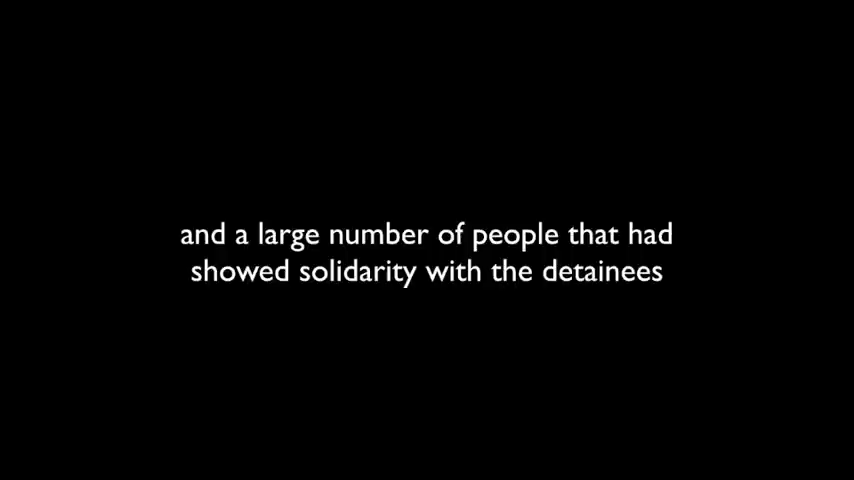 and a large number of people that had
showed solidarity with the detainees